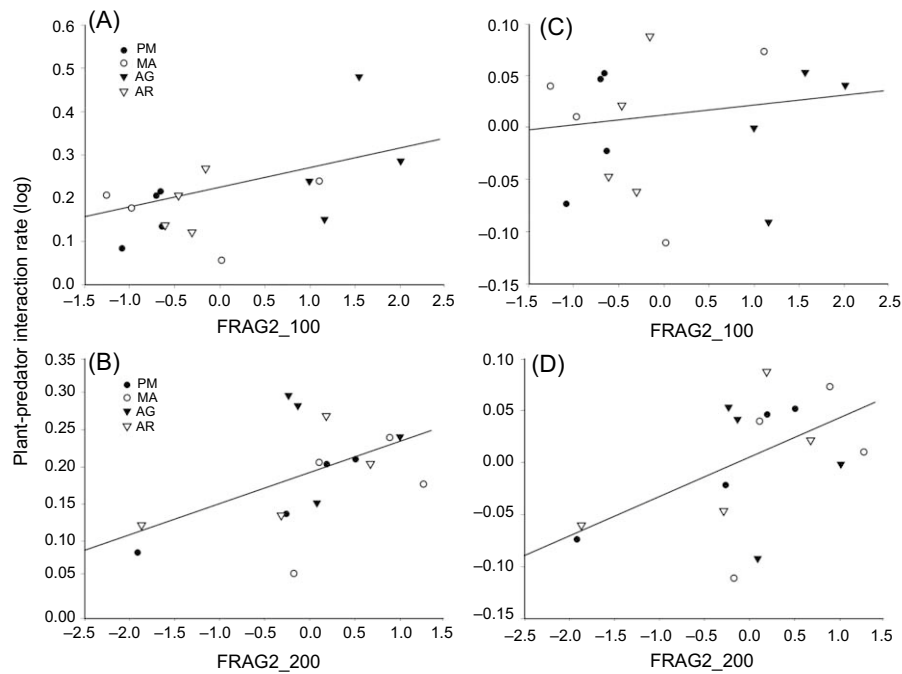 Plant-predator interaction rate (log)
(A)
0.6
0.5
0.4
0.3
0.2
0.1
0.0
PM
MA
AG
AR
–1.5 –1.0 –0.5 0.0 0.5 1.0 1.5 2.0 2.5
FRAG2_100
(C)
0.10
0.05
0.00
–0.05
–0.10
–0.15
–1.5 –1.0 –0.5 0.0 0.5 1.0 1.5 2.0 2.5
FRAG2_100
(B)
0.35
0.30
0.25
0.20
0.15
0.10
0.05
0.00
PM
MA
AG
AR
–2.5 –2.0 –1.5 –1.0 –0.5 0.0 0.5 1.0 1.5
FRAG2_200
(D)
0.10
0.05
0.00
–0.05
–0.10
–0.15
–2.5 –2.0 –1.5 –1.0 –0.5 0.0 0.5 1.0 1.5
FRAG2_200